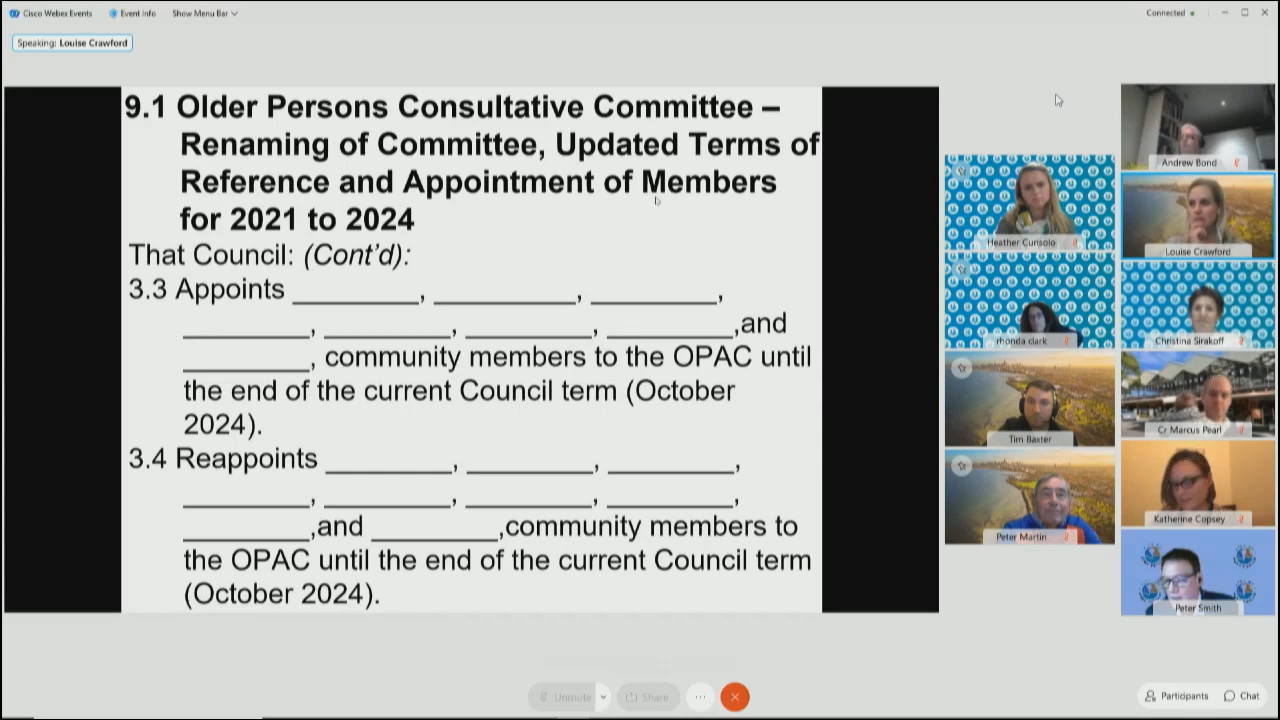 Cisco Webex Events Event Info Show Menu Bar Connected
Speaking: Louise Crawford
9.1 Older Persons Consultative Committee –
Renaming of Committee, Updated Terms of
Reference and Appointment of Members
for 2021 to 2024
That Council: (Cont'd):
3.3 Appoints _________, __________, _________,
_________, _________, _________, _________,and
_________, community members to the OPAC until
the end of the current Council term (October
2024).
3.4 Reappoints _________, _________, _________,
_________, _________, _________, _________,
_________,and _________,community members to
the OPAC until the end of the current Council term
(October 2024).
Andrew Bond
Heather Cunsolo
Louise Crawford
rhonda clark
Christina Sirakoff
Tim Baxter
Cr Marcus Pearl
Peter Martin
Katherine Copsey
Peter Smith
Unmute Share Participants Chat